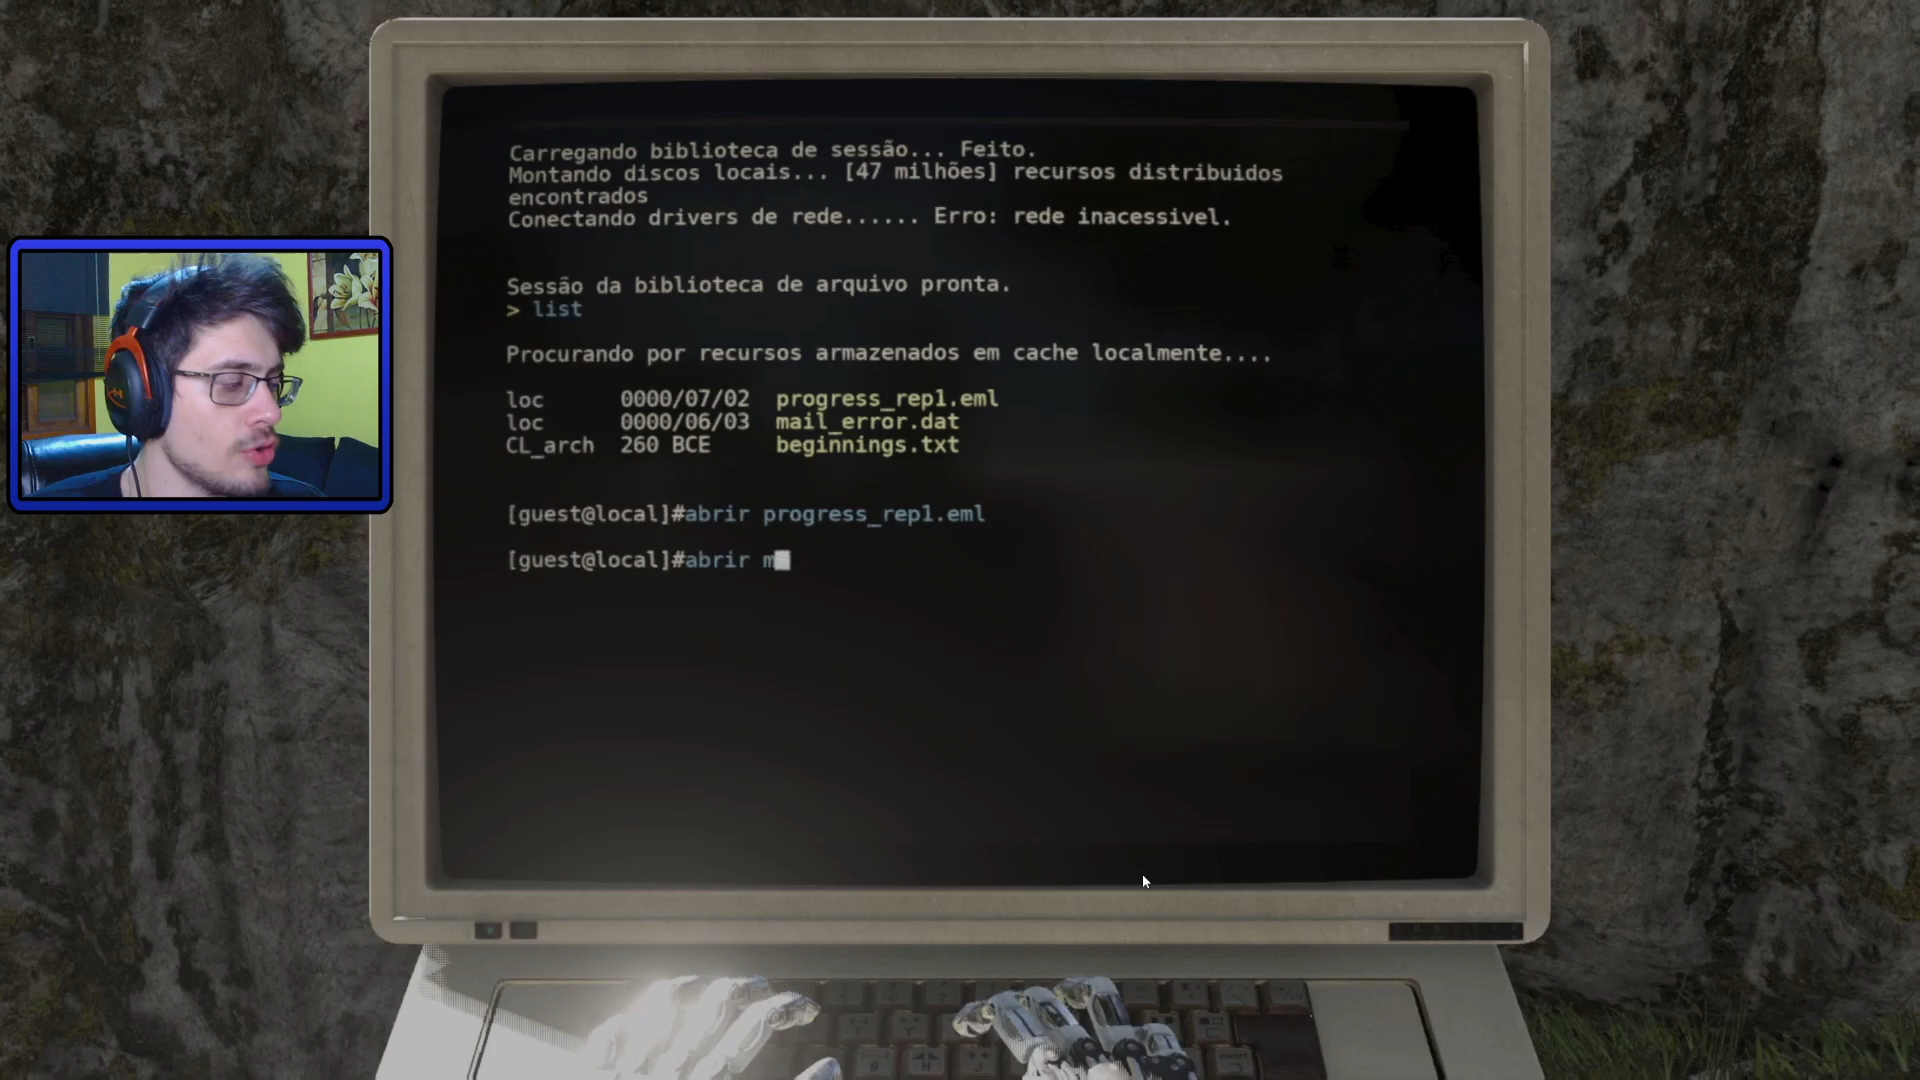 Carregando biblioteca de sessão... Feito.
Montando discos locais... [47 milhões] recursos distribuidos
encontrados
Conectando drivers de rede...... Erro: rede inacessivel.
Sessão da biblioteca de arquivo pronta.
> list
Procurando por recursos armazenados em cache localmente....
loc 0000/07/02 progress_rep1.eml
loc 0000/06/03 mail_error.dat
CL_arch 260 BCE beginnings.txt
[guest@local]#abrir progress_rep1.eml
[guest@local]#abrir m